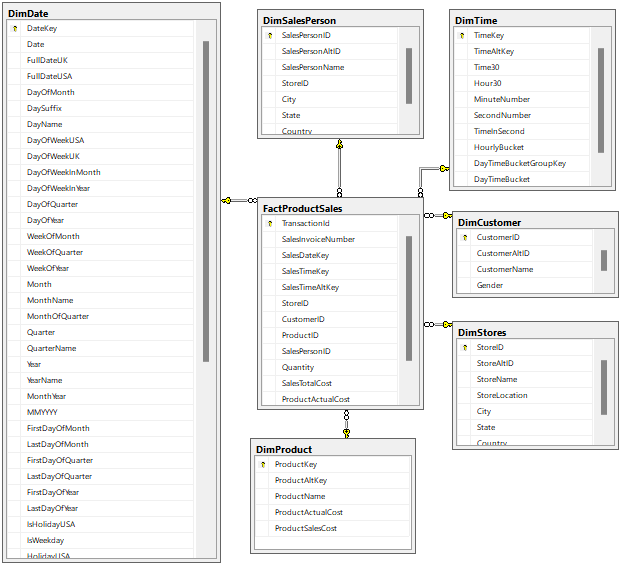 DimDate
DateKey
Date
FullDateUK
FullDateUSA
DayOfMonth
DaySuffix
DayName
DayOfWeekUSA
DayOfWeekUK
DayOfWeekInMonth
DayOfWeekInYear
DayOfQuarter
DayOfYear
WeekOfMonth
WeekOfQuarter
WeekOfYear
Month
MonthName
MonthOfQuarter
Quarter
QuarterName
Year
YearName
MonthYear
MMYYYY
FirstDayOfMonth
LastDayOfMonth
FirstDayOfQuarter
LastDayOfQuarter
FirstDayOfYear
LastDayOfYear
IsHolidayUSA
IsWeekday
HolidayUSA
DimSalesPerson
SalesPersonID
SalesPersonAltID
SalesPersonName
StoreID
City
State
Country
DimTime
TimeKey
TimeAltKey
Time30
Hour30
MinuteNumber
SecondNumber
TimeInSecond
HourlyBucket
DayTimeBucketGroupKey
DayTimeBucket
FactProductSales
TransactionId
SalesInvoiceNumber
SalesDateKey
SalesTimeKey
SalesTimeAltKey
StoreID
CustomerID
ProductID
SalesPersonID
Quantity
SalesTotalCost
ProductActualCost
DimCustomer
CustomerID
CustomerAltID
CustomerName
Gender
DimStores
StoreID
StoreAltID
StoreName
StoreLocation
City
State
Country
DimProduct
ProductKey
ProductAltKey
ProductName
ProductActualCost
ProductSalesCost